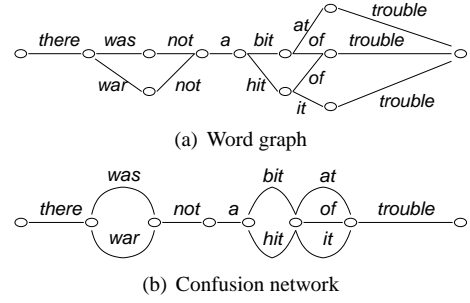 at trouble
there was not a bit of trouble
war not hit of
it trouble
(a) Word graph
was bit at
there not a of trouble
war hit it
(b) Confusion network